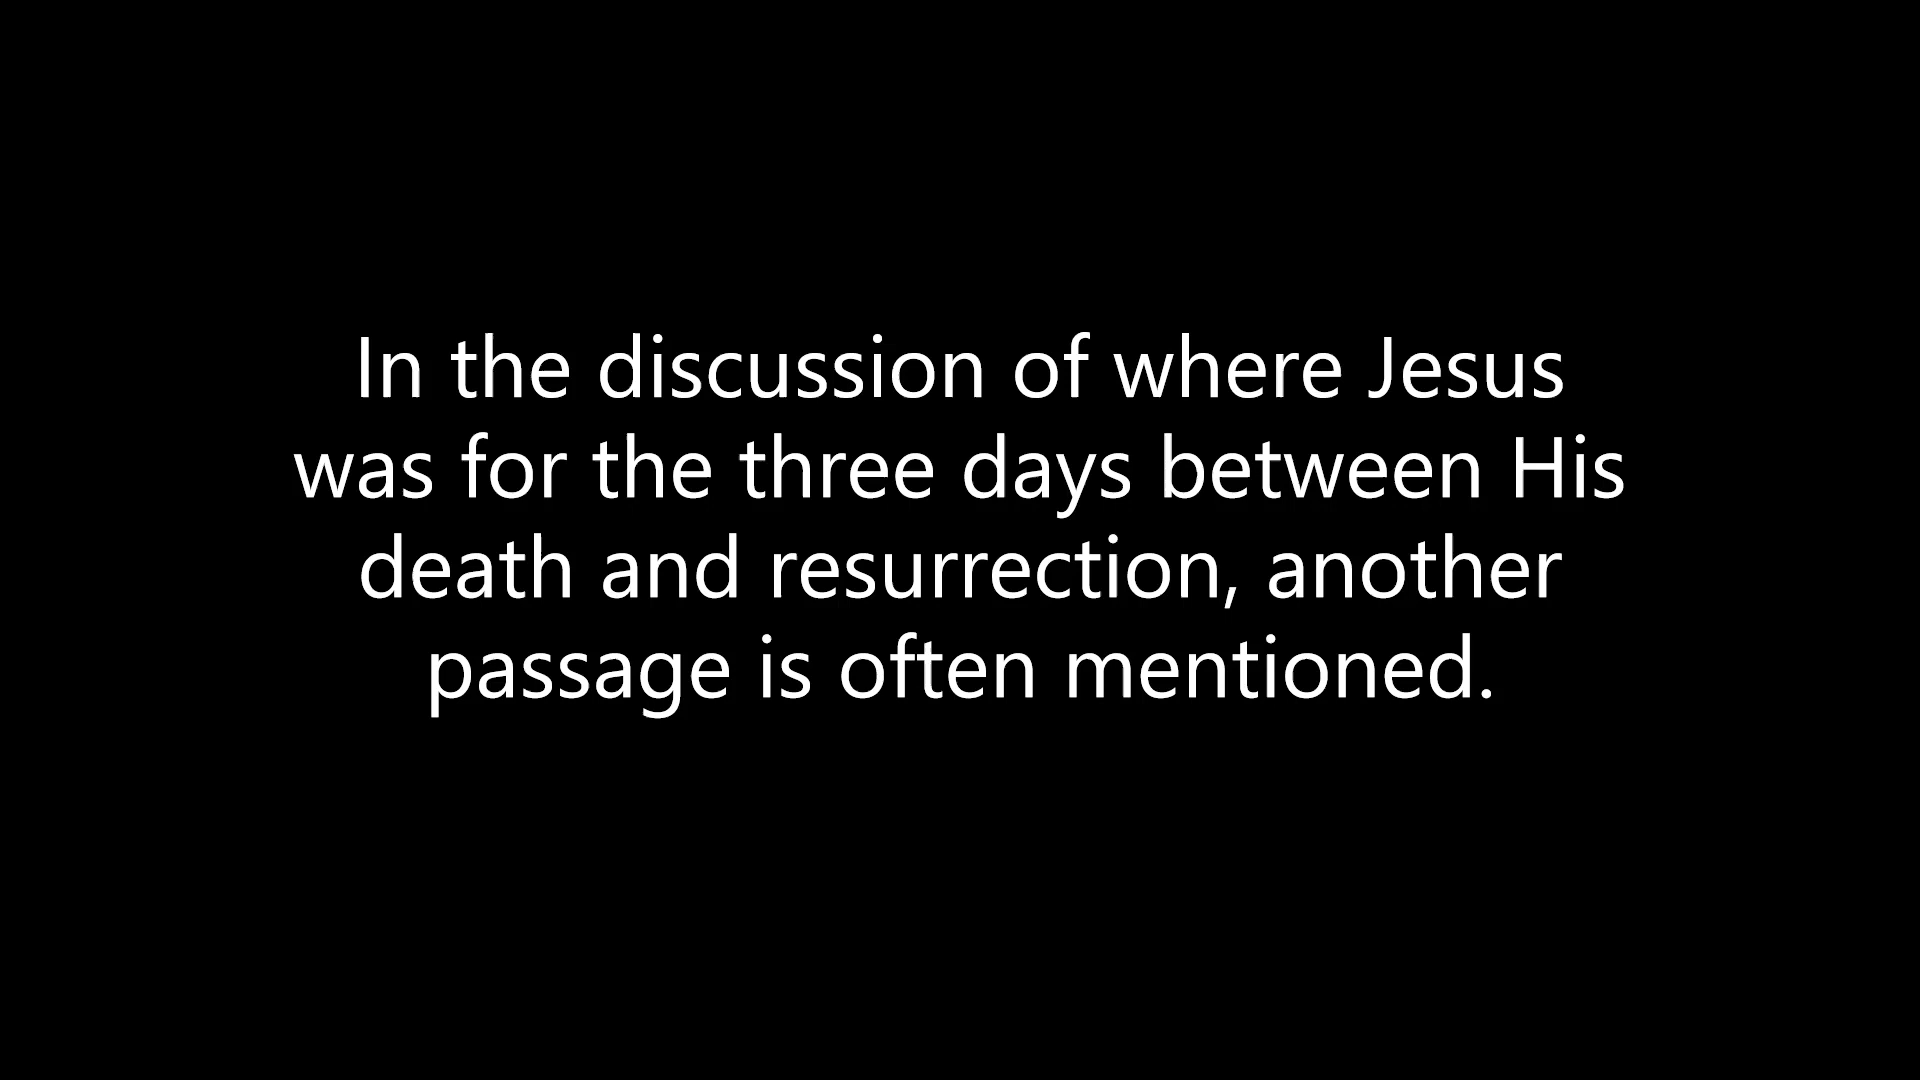 In the discussion of where Jesus
was for the three days between His
death and resurrection, another
passage is often mentioned.